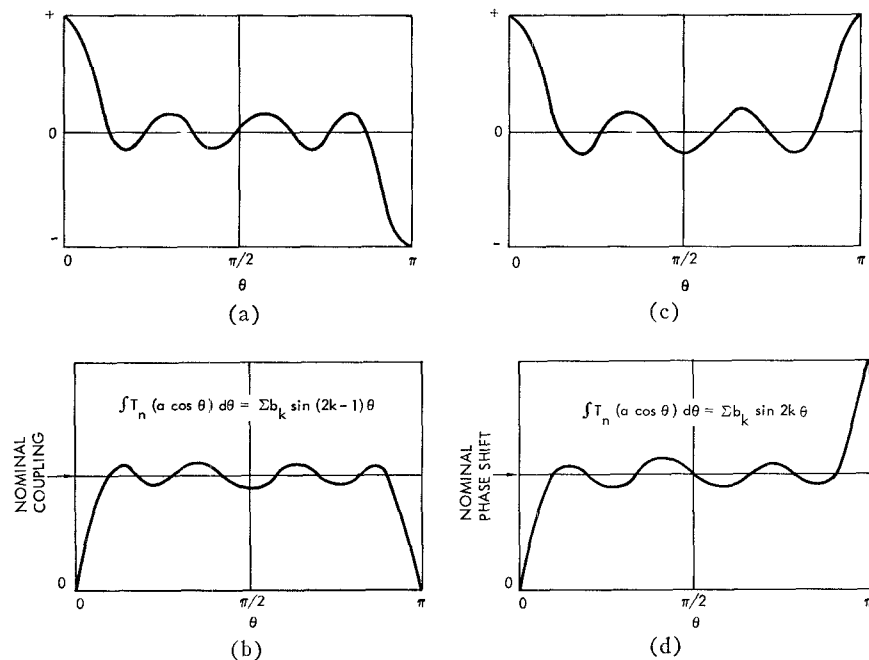 +
0
-
0
π/2
π
θ
(a)
+
0
-
0
π/2
π
θ
(c)
∫T_n (a cos θ) dθ = Σb_k sin (2k-1)θ
NOMINAL
COUPLING
0
0
π/2
π
θ
(b)
∫T_n (a cos θ) dθ = Σb_k sin 2k θ
NOMINAL
PHASE SHIFT
0
0
π/2
π
θ
(d)